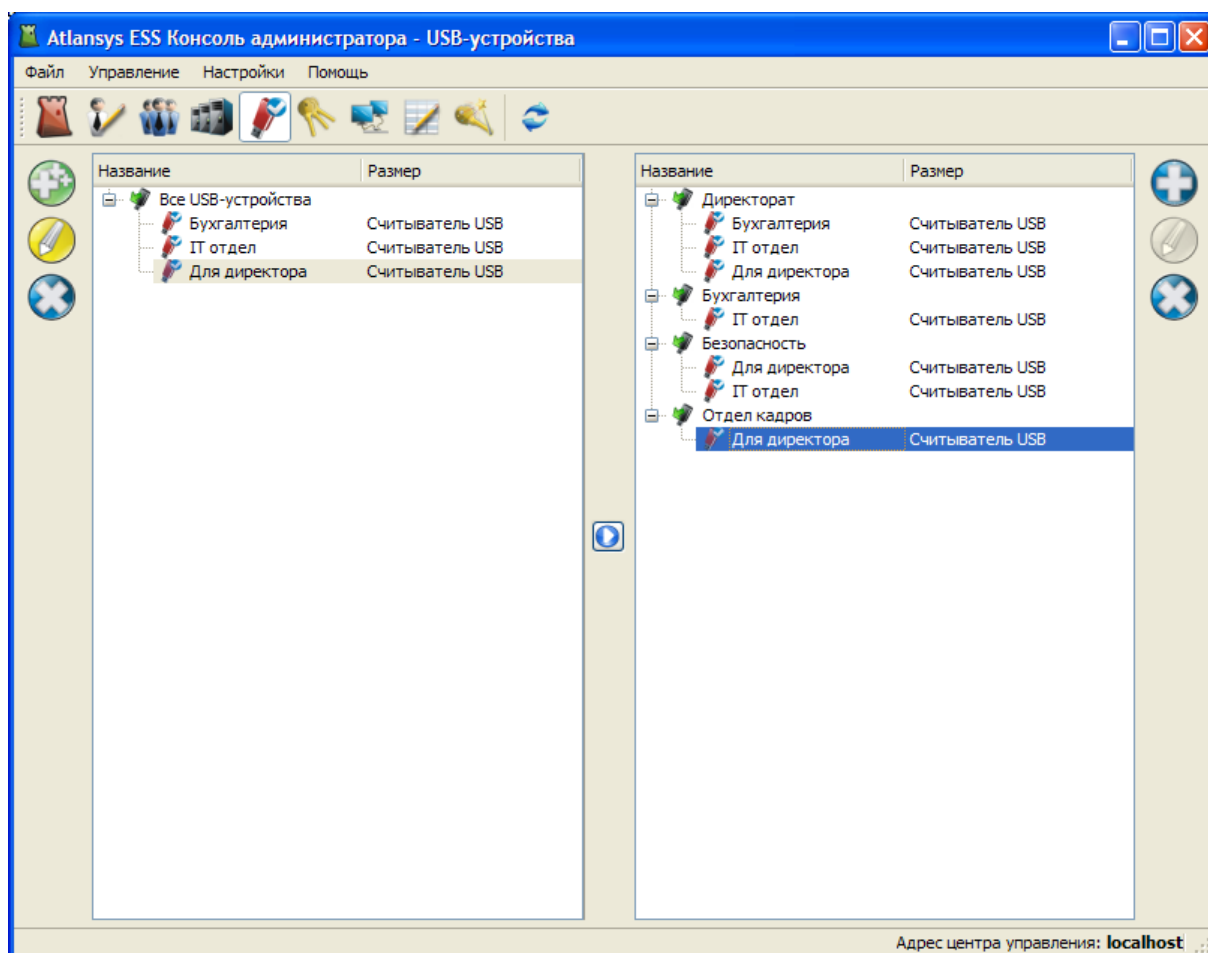 Atlansys ESS Консоль администратора - USB-устройства
Файл Управление Настройки Помощь
Название Размер
Все USB-устройства
Бухгалтерия Считыватель USB
IT отдел Считыватель USB
Для директора Считыватель USB
Название Размер
Директорат
Бухгалтерия Считыватель USB
IT отдел Считыватель USB
Для директора Считыватель USB
Бухгалтерия
IT отдел Считыватель USB
Безопасность
Для директора Считыватель USB
IT отдел Считыватель USB
Отдел кадров
Для директора Считыватель USB
Адрес центра управления: localhost